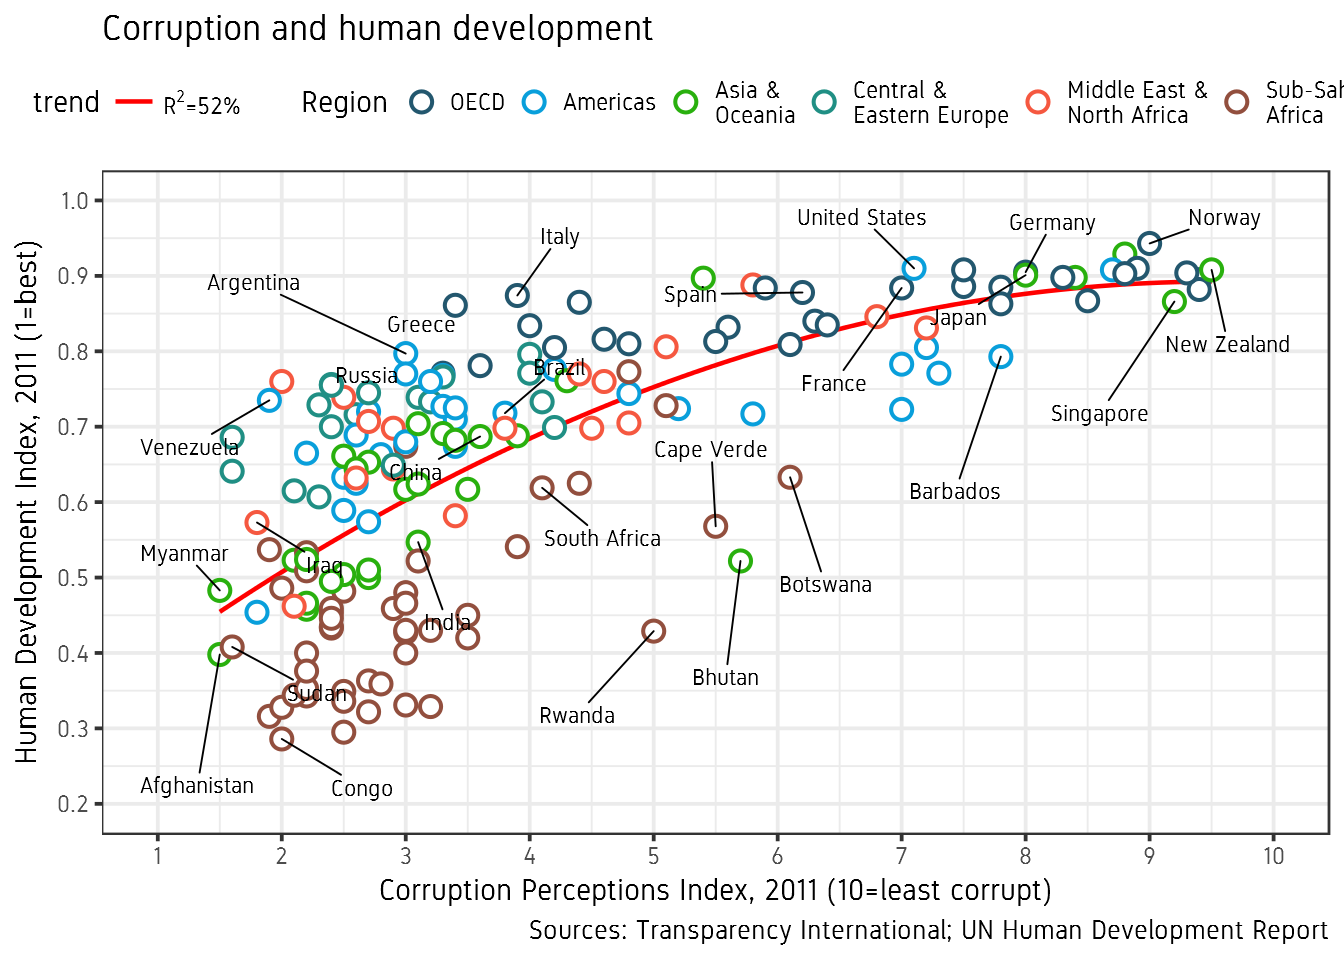 Corruption and human development
trend R²=52% Region OECD Americas Asia & Oceania Central & Eastern Europe Middle East & North Africa Sub-Sah Africa
Human Development Index, 2011 (1=best)
1.0
0.9
0.8
0.7
0.6
0.5
0.4
0.3
0.2
United States
Germany
Norway
Italy
Argentina
Spain
Greece
Japan
New Zealand
Brazil
Russia
France
Singapore
Venezuela
Cape Verde
China
Barbados
South Africa
Myanmar
Iraq
Botswana
India
Bhutan
Sudan
Rwanda
Afghanistan
Congo
1 2 3 4 5 6 7 8 9 10
Corruption Perceptions Index, 2011 (10=least corrupt)
Sources: Transparency International; UN Human Development Report